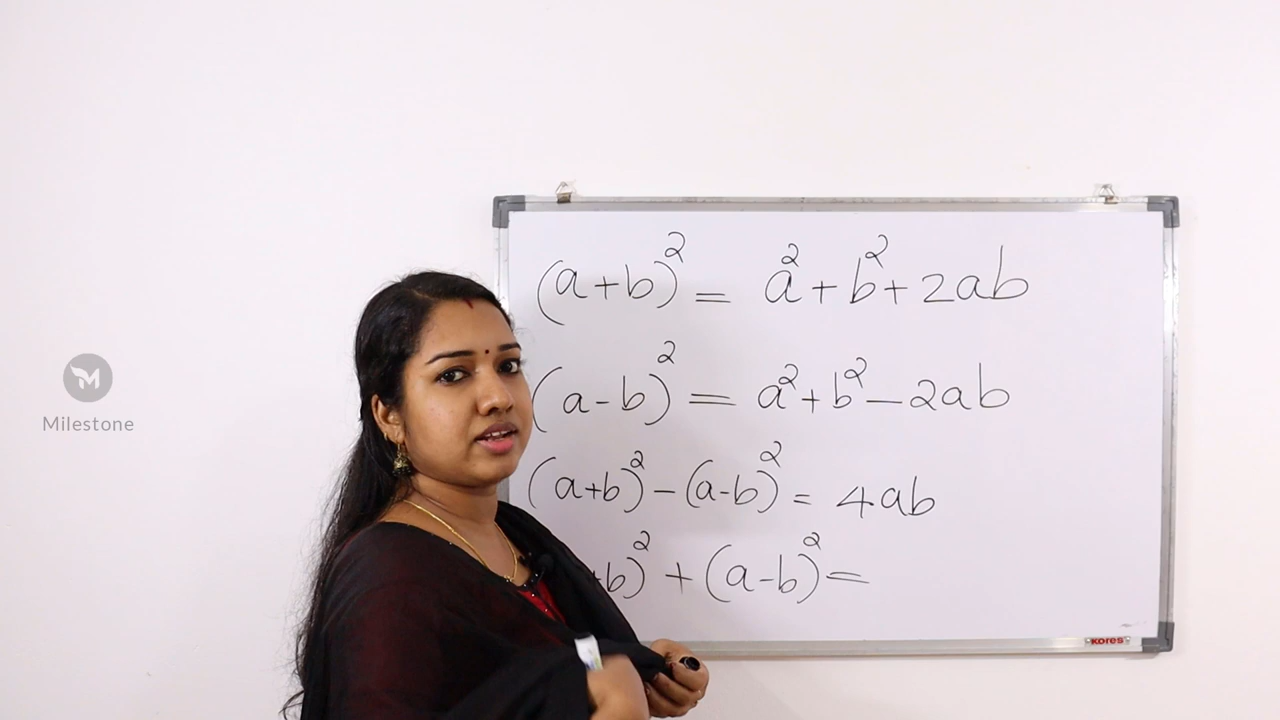 (a+b)² = a²+b²+2ab
(a-b)² = a²+b²-2ab
(a+b)²-(a-b)² = 4ab
+b)²+(a-b)²=
Milestone
KORES